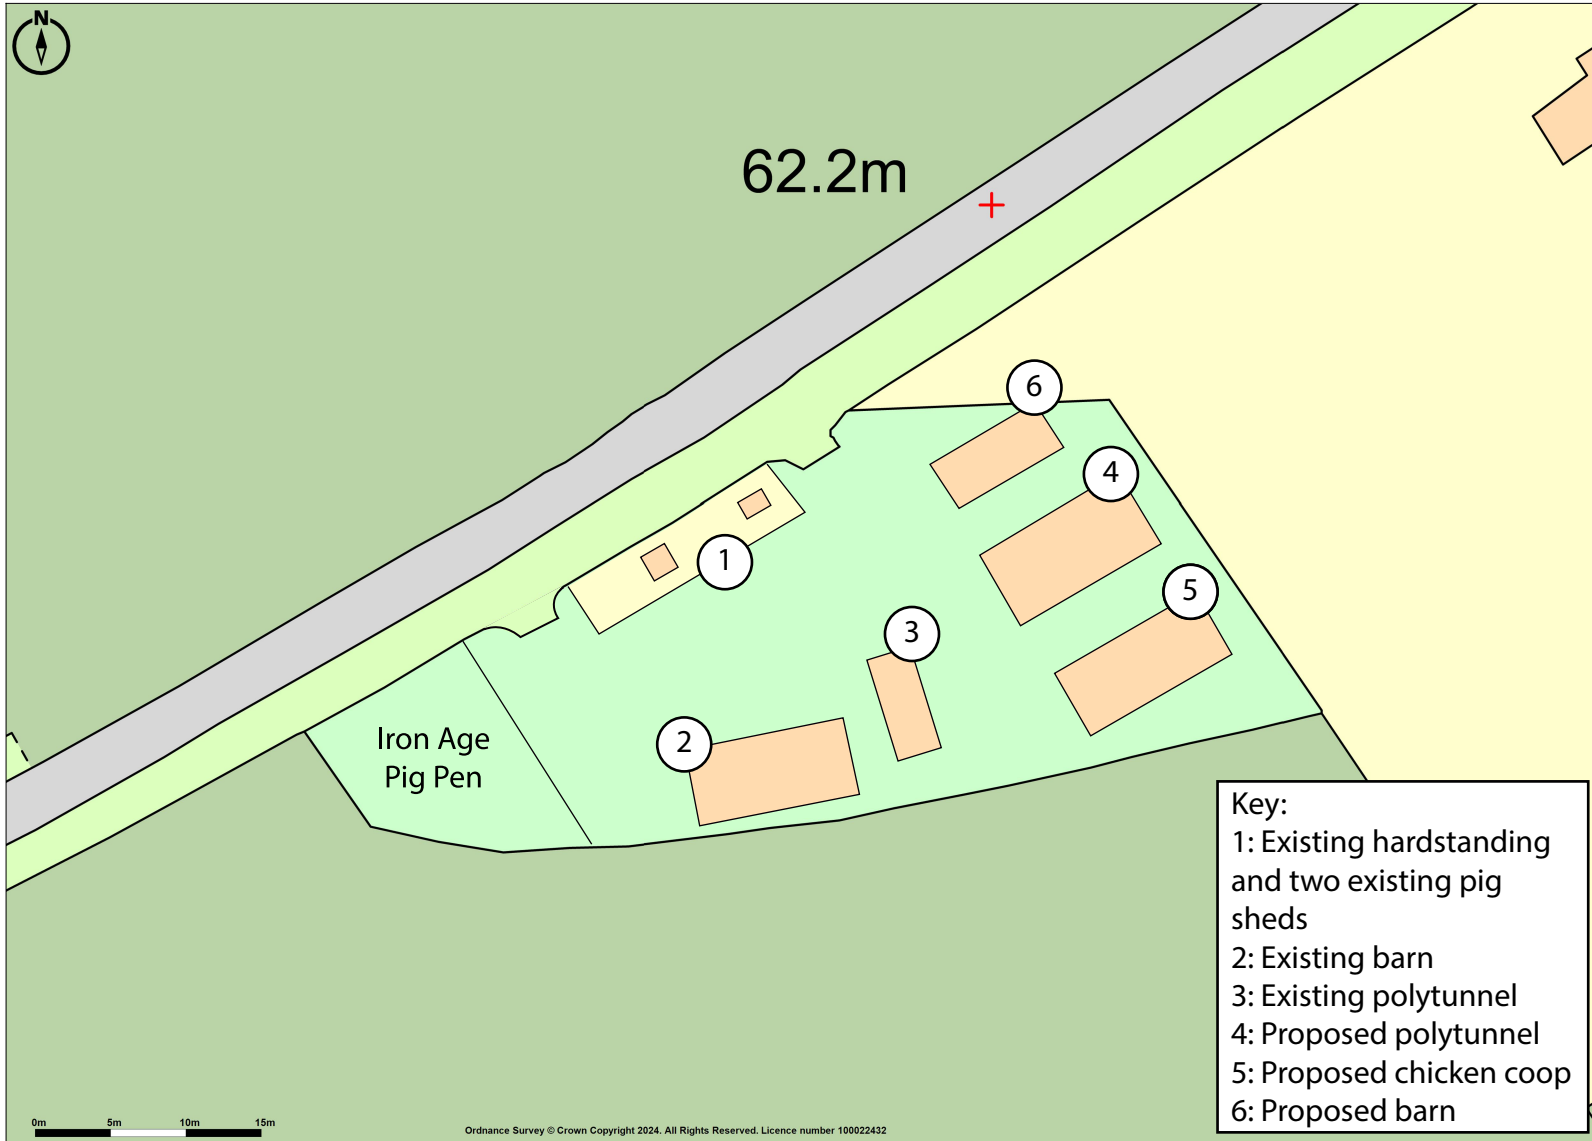 N
62.2m
6
4
5
1
3
2
Iron Age
Pig Pen
Key:
1: Existing hardstanding
and two existing pig
sheds
2: Existing barn
3: Existing polytunnel
4: Proposed polytunnel
5: Proposed chicken coop
6: Proposed barn
0m 5m 10m 15m
Ordnance Survey © Crown Copyright 2024. All Rights Reserved. Licence number 100022432